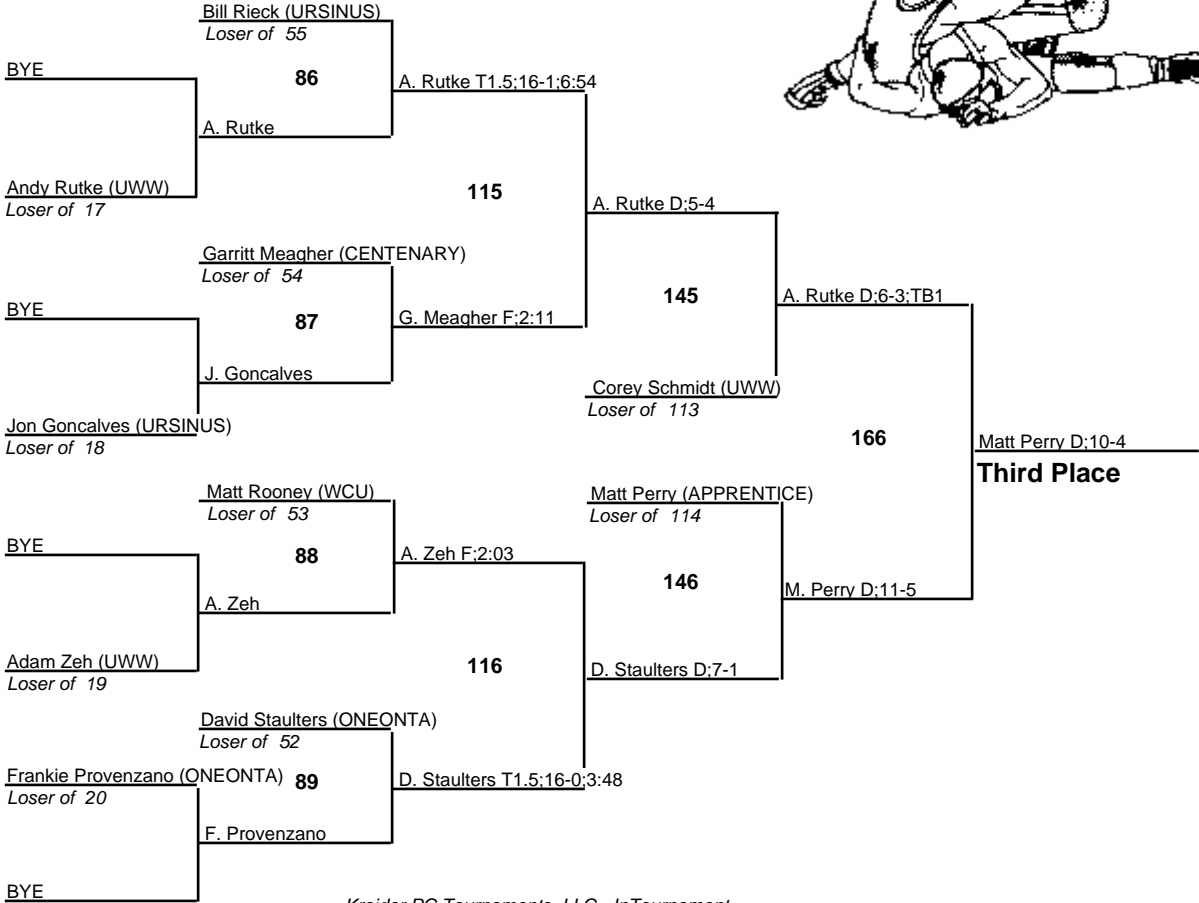 Bill Rieck (URSINUS)
Loser of 55
BYE
86
A. Rutke T1.5;16-1;6:54
A. Rutke
Andy Rutke (UWW)
Loser of 17
115
A. Rutke D;5-4
Garritt Meagher (CENTENARY)
Loser of 54
BYE
87
G. Meagher F;2:11
145
A. Rutke D;6-3;TB1
J. Goncalves
Corey Schmidt (UWW)
Loser of 113
Jon Goncalves (URSINUS)
Loser of 18
166
Matt Perry D;10-4
Third Place
Matt Rooney (WCU)
Loser of 53
Matt Perry (APPRENTICE)
Loser of 114
BYE
88
A. Zeh F;2:03
146
M. Perry D;11-5
A. Zeh
Adam Zeh (UWW)
Loser of 19
116
D. Staulters D;7-1
David Staulters (ONEONTA)
Loser of 52
Frankie Provenzano (ONEONTA)
Loser of 20
89
D. Staulters T1.5;16-0;3:48
F. Provenzano
BYE